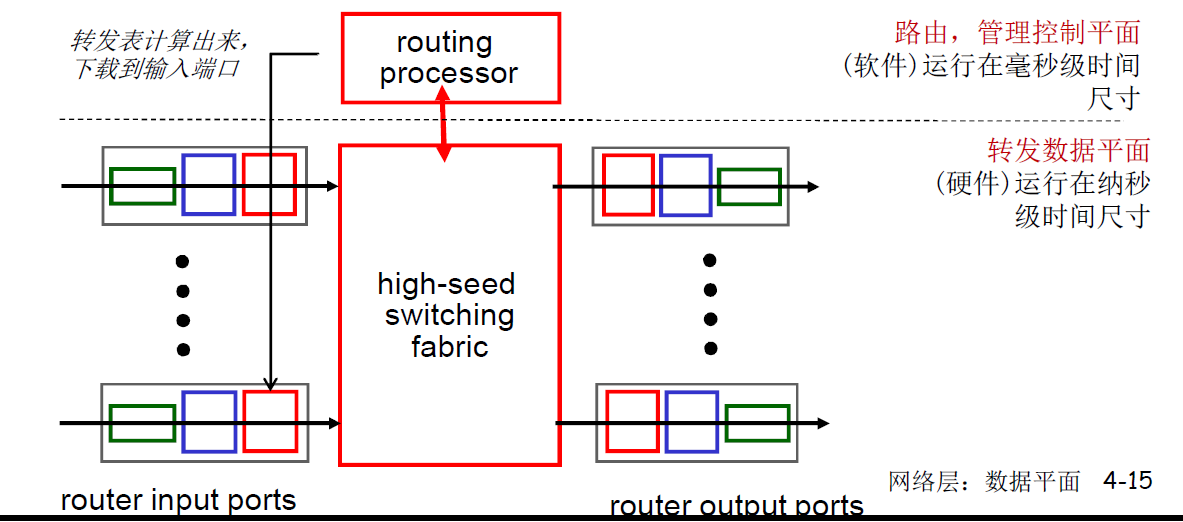 转发表计算出来，
下载到输入端口
routing
processor
路由，管理控制平面
(软件)运行在毫秒级时间
尺寸
转发数据平面
(硬件)运行在纳秒
级时间尺寸
high-seed
switching
fabric
router input ports
router output ports
网络层：数据平面 4-15